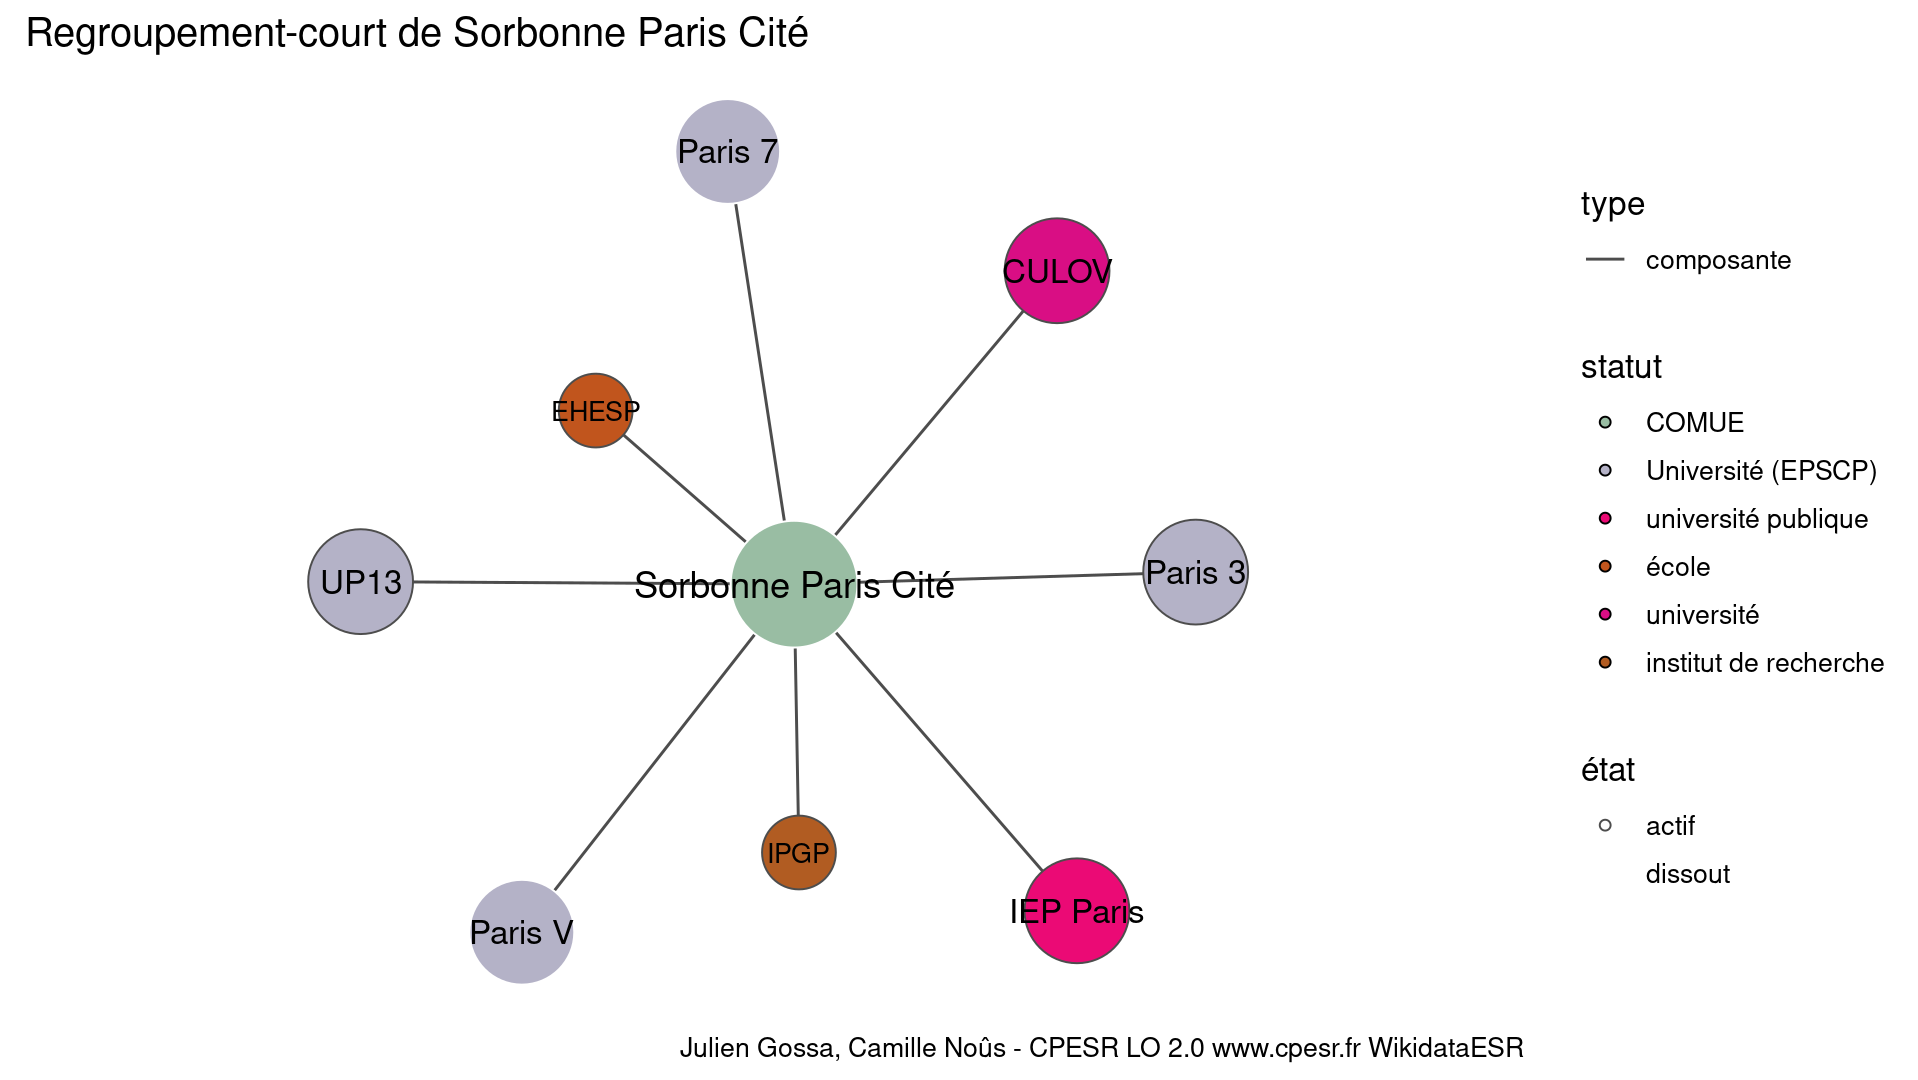 Regroupement-court de Sorbonne Paris Cité
Paris 7
CULOV
EHESP
UP13
Sorbonne Paris Cité
Paris 3
Paris V
IPGP
IEP Paris
type
composante
statut
COMUE
Université (EPSCP)
université publique
école
université
institut de recherche
état
actif
dissout
Julien Gossa, Camille Noûs - CPESR LO 2.0 www.cpesr.fr WikidataESR